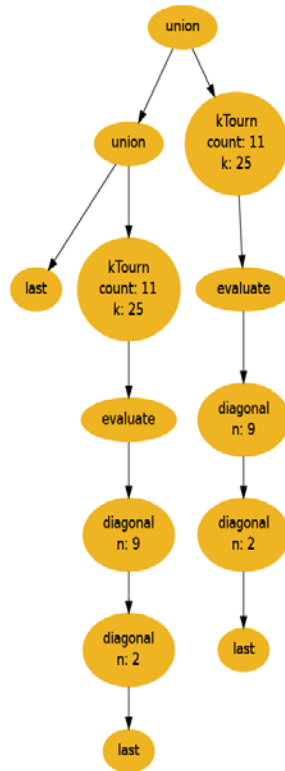 union
kTourn
count: 11
k: 25
union
last
kTourn
count: 11
k: 25
evaluate
evaluate
diagonal
n: 9
diagonal
n: 9
diagonal
n: 2
diagonal
n: 2
last
last